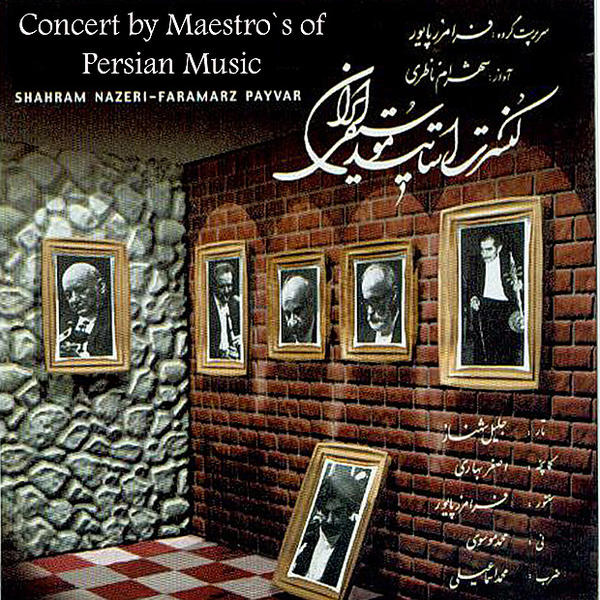 Concert by Maestro`s of
Persian Music
SHAHRAM NAZERI-FARAMARZ PAYVAR
سرپرست گروه: فرامرز پایور
آواز: شهرام ناظری
کنسرت اساتید موسیقی ایران
تار: جلیل شهناز
کمانچه: اصغر بهاری
سنتور: فرامرز پایور
نی: محمد موسوی
ضرب: محمد اسماعیلی